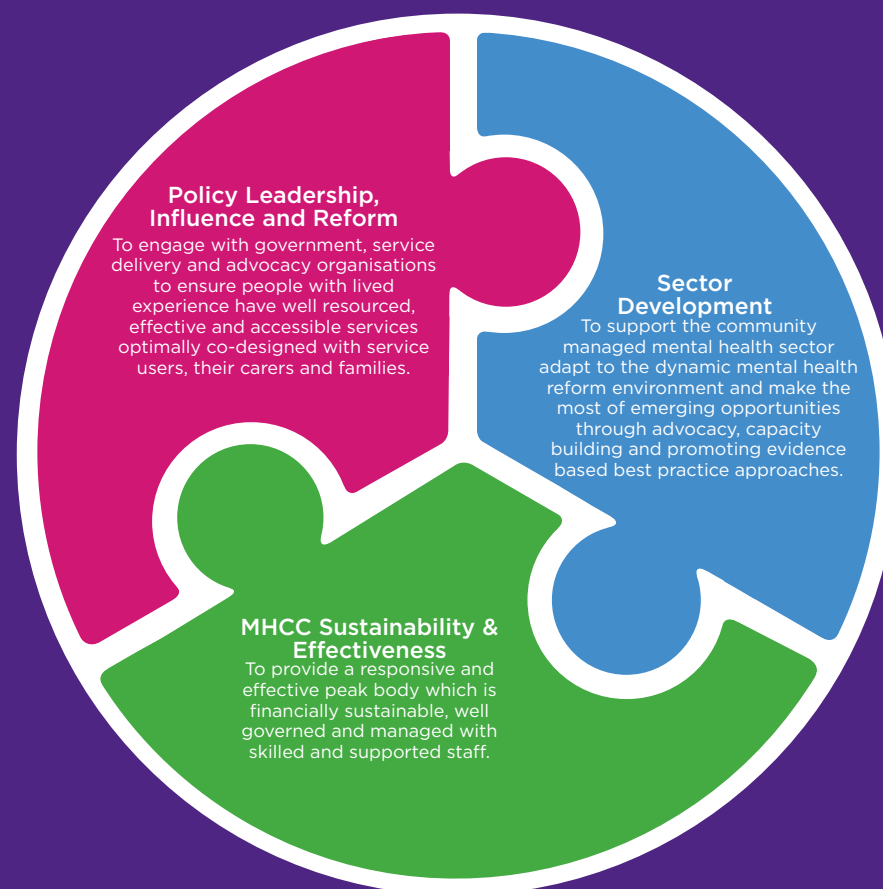 Policy Leadership,
Influence and Reform
To engage with government, service
delivery and advocacy organisations
to ensure people with lived
experience have well resourced,
effective and accessible services
optimally co-designed with service
users, their carers and families.
Sector
Development
To support the community
managed mental health sector
adapt to the dynamic mental health
reform environment and make the
most of emerging opportunities
through advocacy, capacity
building and promoting evidence
based best practice approaches.
MHCC Sustainability &
Effectiveness
To provide a responsive and
effective peak body which is
financially sustainable, well
governed and managed with
skilled and supported staff.